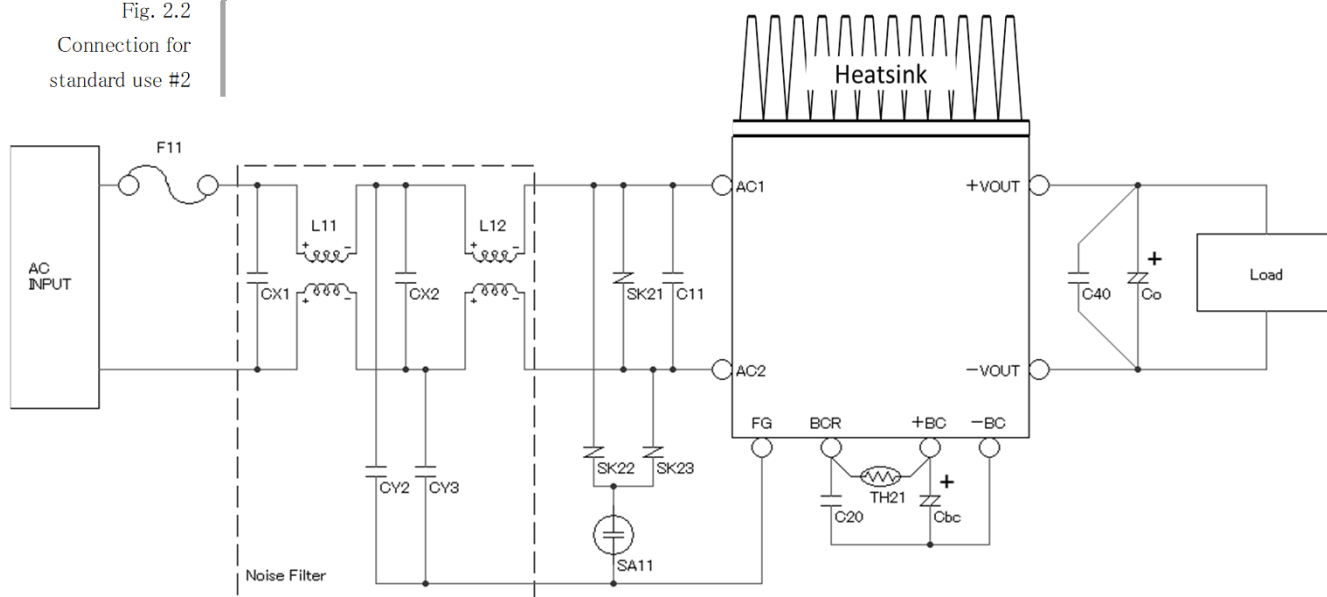 Fig. 2.2
Connection for
standard use #2
Heatsink
F11
AC1
+VOUT
L11
L12
+
-
+
-
AC
INPUT
CX1
CX2
SK21
C11
C40
+
Co
Load
+
-
+
-
AC2
-VOUT
FG
BCR
+BC
-BC
CY2
CY3
SK22
SK23
TH21
+
C20
Cbc
SA11
Noise Filter